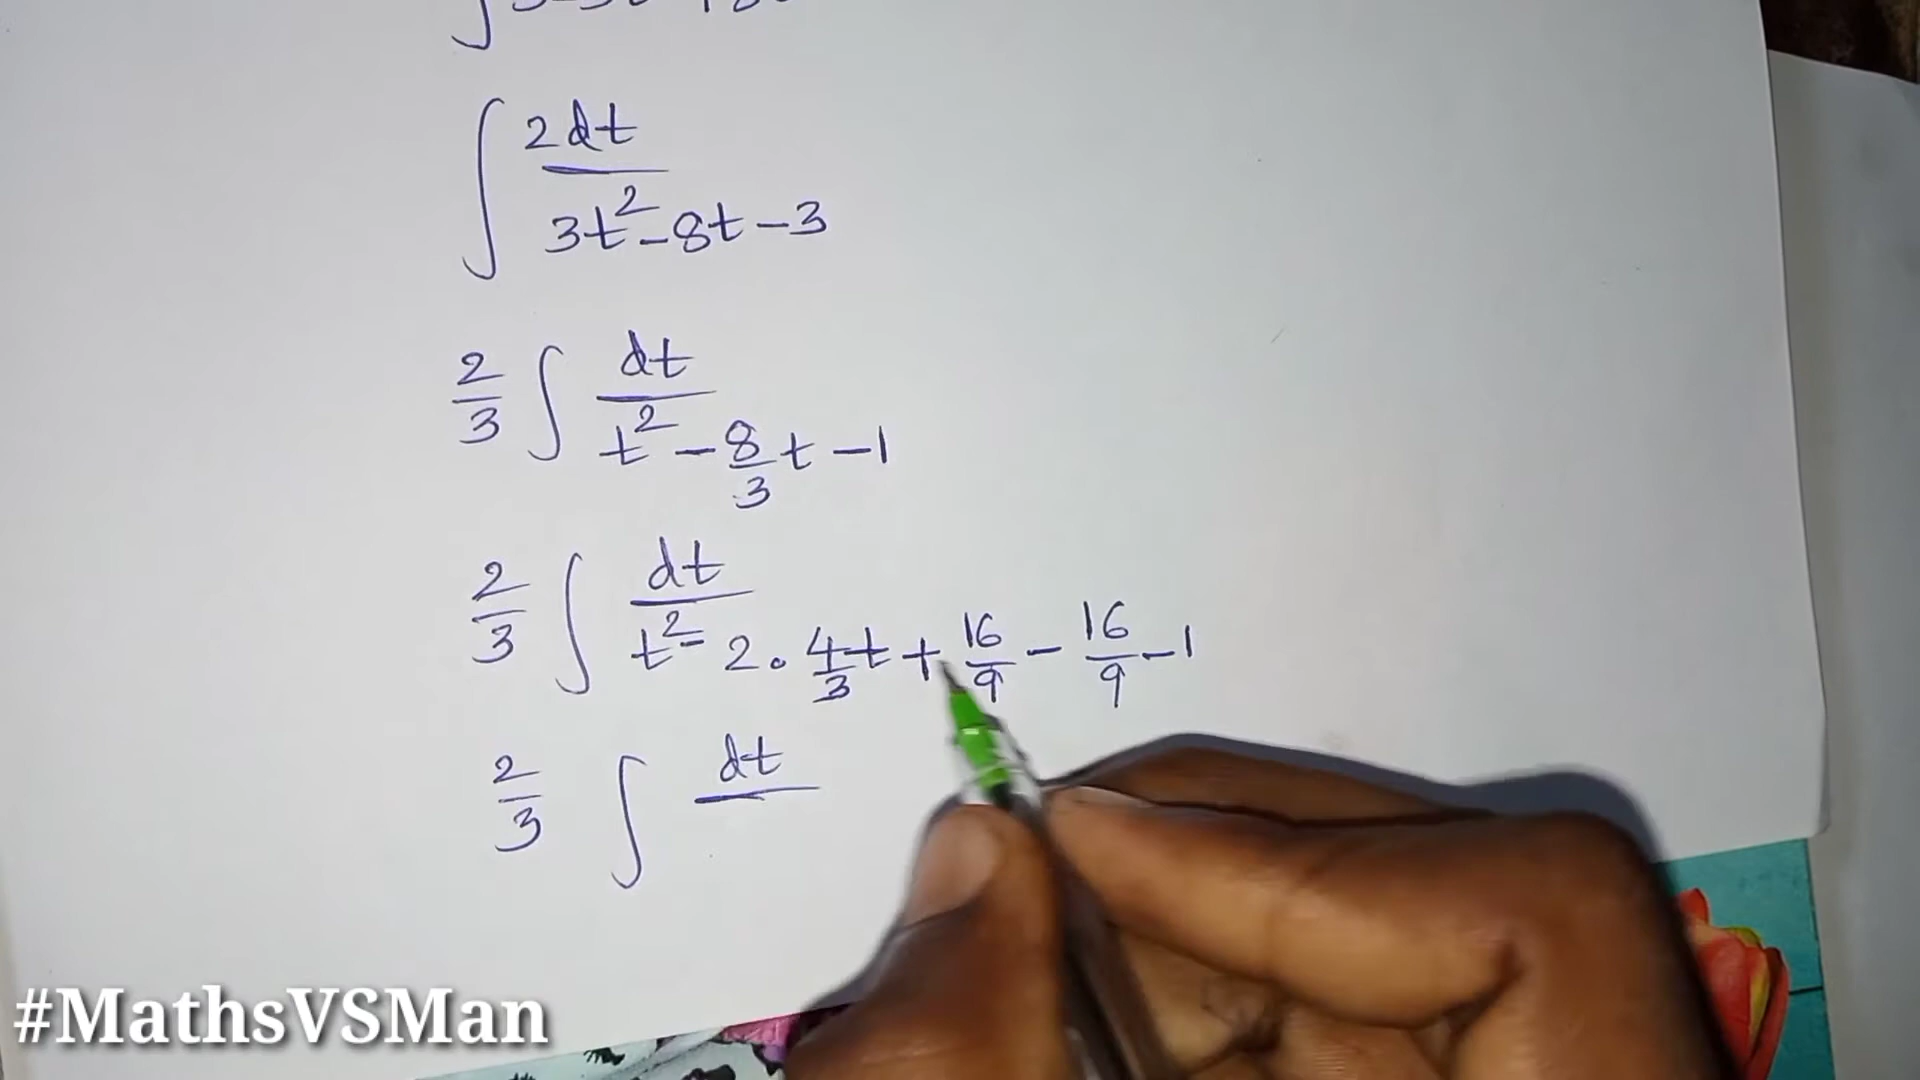 ∫ 2dt / 3t² - 8t - 3
2/3 ∫ dt / t² - 8/3 t - 1
2/3 ∫ dt / t² - 2 . 4/3 t + 16/9 - 16/9 - 1
2/3 ∫ dt
#MathsVSMan